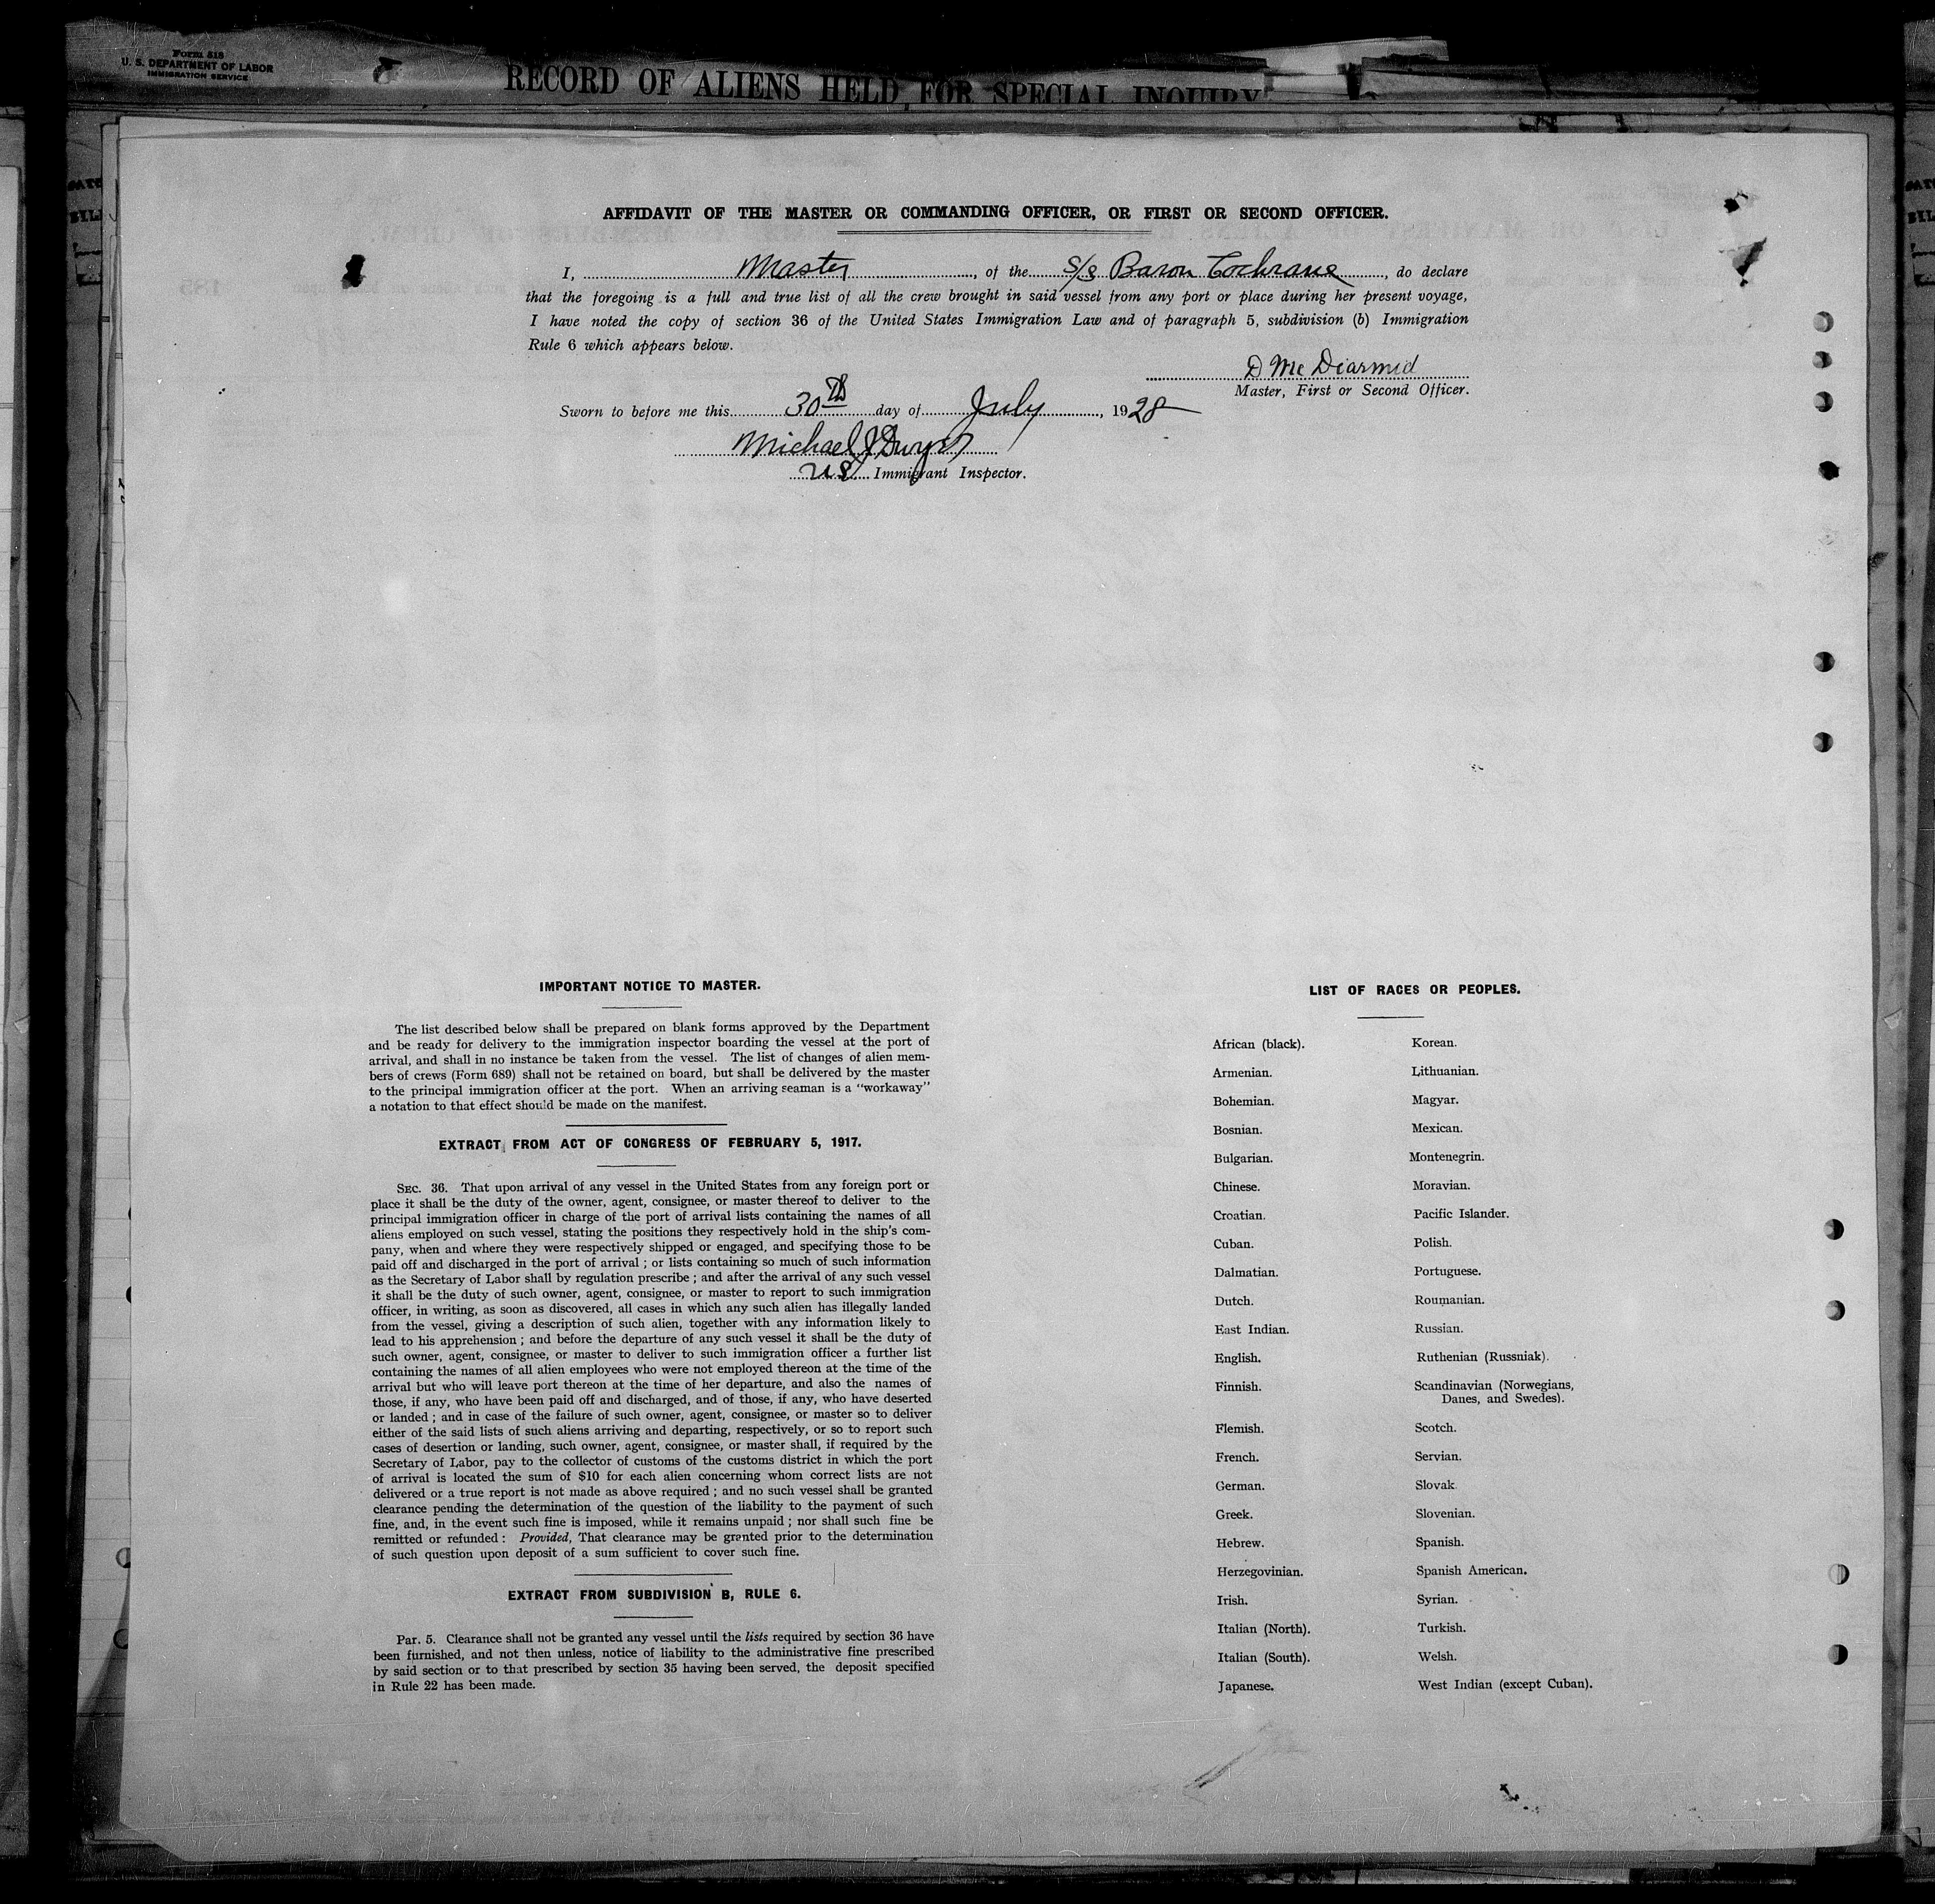 Form 518
U. S. DEPARTMENT OF LABOR
IMMIGRATION SERVICE
RECORD OF ALIENS HELD FOR SPECIAL INQUIRY
AFFIDAVIT OF THE MASTER OR COMMANDING OFFICER, OR FIRST OR SECOND OFFICER.
I, Master, of the S/S Baron Cochrane, do declare
that the foregoing is a full and true list of all the crew brought in said vessel from any port or place during her present voyage,
I have noted the copy of section 36 of the United States Immigration Law and of paragraph 5, subdivision (b) Immigration
Rule 6 which appears below.
D McDiarmid
Master, First or Second Officer.
Sworn to before me this 30th day of July, 1928
Michael J Dwyer
US Immigrant Inspector.
IMPORTANT NOTICE TO MASTER.
The list described below shall be prepared on blank forms approved by the Department
and be ready for delivery to the immigration inspector boarding the vessel at the port of
arrival, and shall in no instance be taken from the vessel. The list of changes of alien mem-
bers of crews (Form 689) shall not be retained on board, but shall be delivered by the master
to the principal immigration officer at the port. When an arriving seaman is a "workaway"
a notation to that effect should be made on the manifest.
EXTRACT FROM ACT OF CONGRESS OF FEBRUARY 5, 1917.
SEC. 36. That upon arrival of any vessel in the United States from any foreign port or
place it shall be the duty of the owner, agent, consignee, or master thereof to deliver to the
principal immigration officer in charge of the port of arrival lists containing the names of all
aliens employed on such vessel, stating the positions they respectively hold in the ship's com-
pany, when and where they were respectively shipped or engaged, and specifying those to be
paid off and discharged in the port of arrival; or lists containing so much of such information
as the Secretary of Labor shall by regulation prescribe; and after the arrival of any such vessel
it shall be the duty of such owner, agent, consignee, or master to report to such immigration
officer, in writing, as soon as discovered, all cases in which any such alien has illegally landed
from the vessel, giving a description of such alien, together with any information likely to
lead to his apprehension; and before the departure of any such vessel it shall be the duty of
such owner, agent, consignee, or master to deliver to such immigration officer a further list
containing the names of all alien employees who were not employed thereon at the time of the
arrival but who will leave port thereon at the time of her departure, and also the names of
those, if any, who have been paid off and discharged, and of those, if any, who have deserted
or landed; and in case of the failure of such owner, agent, consignee, or master so to deliver
either of the said lists of such aliens arriving and departing, respectively, or so to report such
cases of desertion or landing, such owner, agent, consignee, or master shall, if required by the
Secretary of Labor, pay to the collector of customs of the customs district in which the port
of arrival is located the sum of $10 for each alien concerning whom correct lists are not
delivered or a true report is not made as above required; and no such vessel shall be granted
clearance pending the determination of the question of the liability to the payment of such
fine, and, in the event such fine is imposed, while it remains unpaid; nor shall such fine be
remitted or refunded: Provided, That clearance may be granted prior to the determination
of such question upon deposit of a sum sufficient to cover such fine.
EXTRACT FROM SUBDIVISION B, RULE 6.
Par. 5. Clearance shall not be granted any vessel until the lists required by section 36 have
been furnished, and not then unless, notice of liability to the administrative fine prescribed
by said section or to that prescribed by section 35 having been served, the deposit specified
in Rule 22 has been made.
LIST OF RACES OR PEOPLES.
African (black).
Armenian.
Bohemian.
Bosnian.
Bulgarian.
Chinese.
Croatian.
Cuban.
Dalmatian.
Dutch.
East Indian.
English.
Finnish.
Flemish.
French.
German.
Greek.
Hebrew.
Herzegovinian.
Irish.
Italian (North).
Italian (South).
Japanese.
Korean.
Lithuanian.
Magyar.
Mexican.
Montenegrin.
Moravian.
Pacific Islander.
Polish.
Portuguese.
Roumanian.
Russian.
Ruthenian (Russniak).
Scandinavian (Norwegians,
Danes, and Swedes).
Scotch.
Servian.
Slovak
Slovenian.
Spanish.
Spanish American.
Syrian.
Turkish.
Welsh.
West Indian (except Cuban).